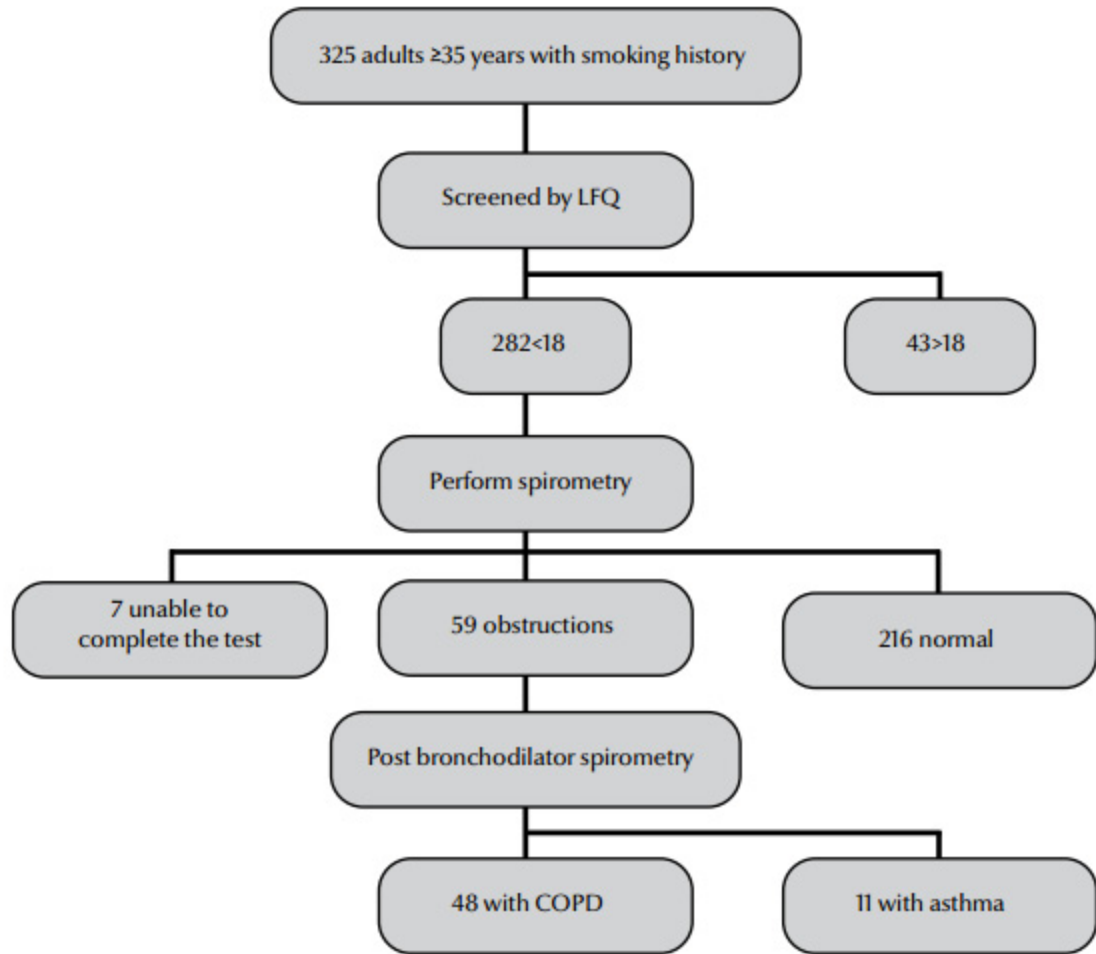 325 adults ≥35 years with smoking history
Screened by LFQ
282<18
43>18
Perform spirometry
7 unable to
complete the test
59 obstructions
216 normal
Post bronchodilator spirometry
48 with COPD
11 with asthma